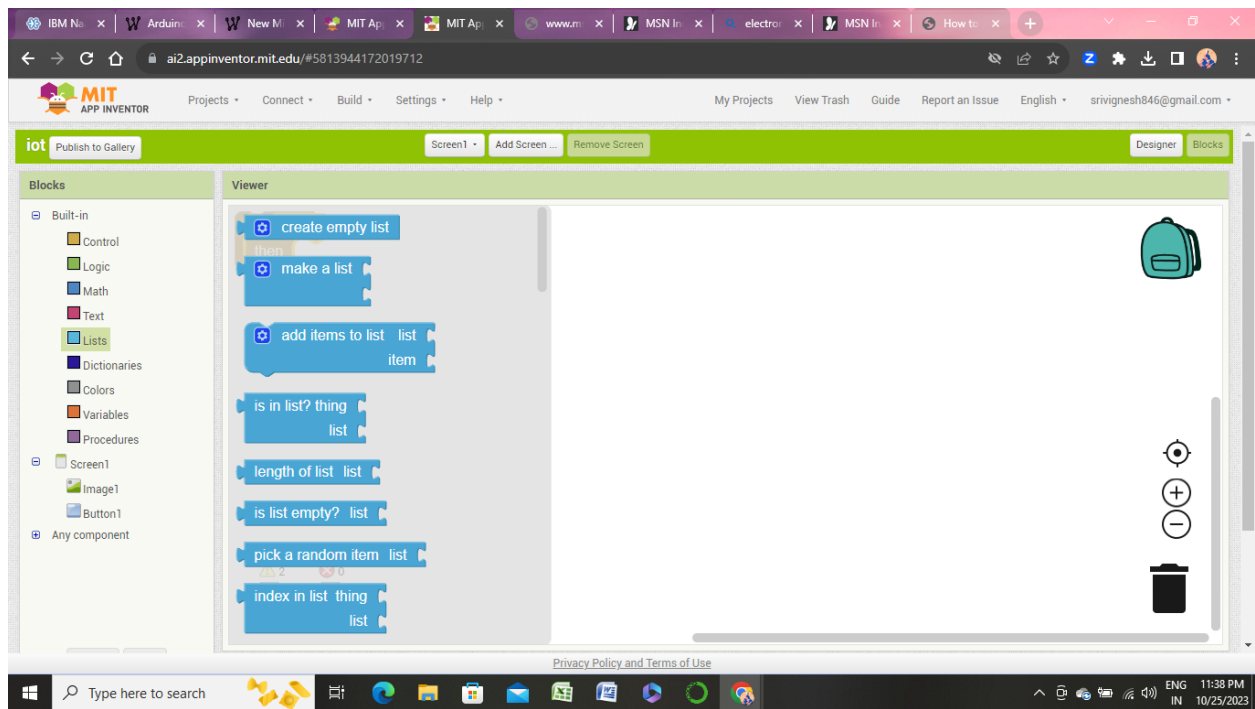 IBM Na
Arduino
New Mi
MIT Ap
MIT Ap
www.m
MSN In
electror
MSN In
How to
ai2.appinventor.mit.edu/#5813944172019712
MIT
APP INVENTOR
Projects Connect Build Settings Help My Projects View Trash Guide Report an Issue English srivignesh846@gmail.com
iot Publish to Gallery Screen1 Add Screen ... Remove Screen Designer Blocks
Blocks
Viewer
Built-in
Control
Logic
Math
Text
Lists
Dictionaries
Colors
Variables
Procedures
Screen1
Image1
Button1
Any component
create empty list
then
make a list
add items to list list
item
is in list? thing
list
length of list list
is list empty? list
pick a random item list
2 0
index in list thing
list
Privacy Policy and Terms of Use
Type here to search
ENG 11:38 PM
IN 10/25/2023